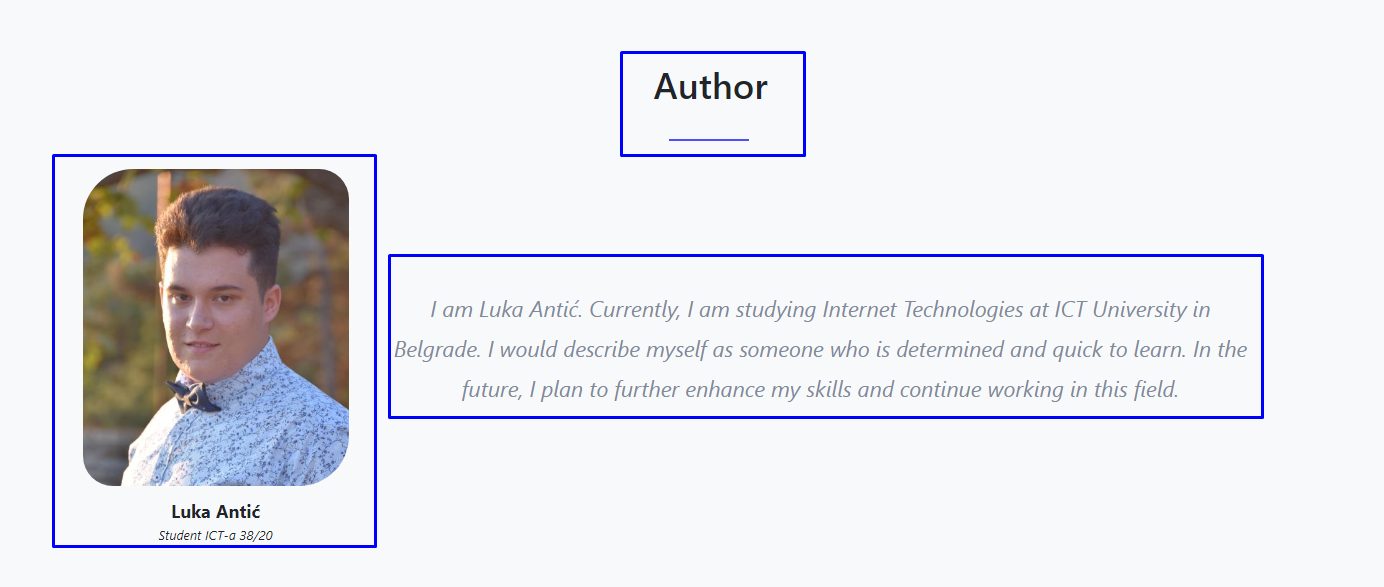 Author
I am Luka Antić. Currently, I am studying Internet Technologies at ICT University in
Belgrade. I would describe myself as someone who is determined and quick to learn. In the
future, I plan to further enhance my skills and continue working in this field.
Luka Antić
Student ICT-a 38/20